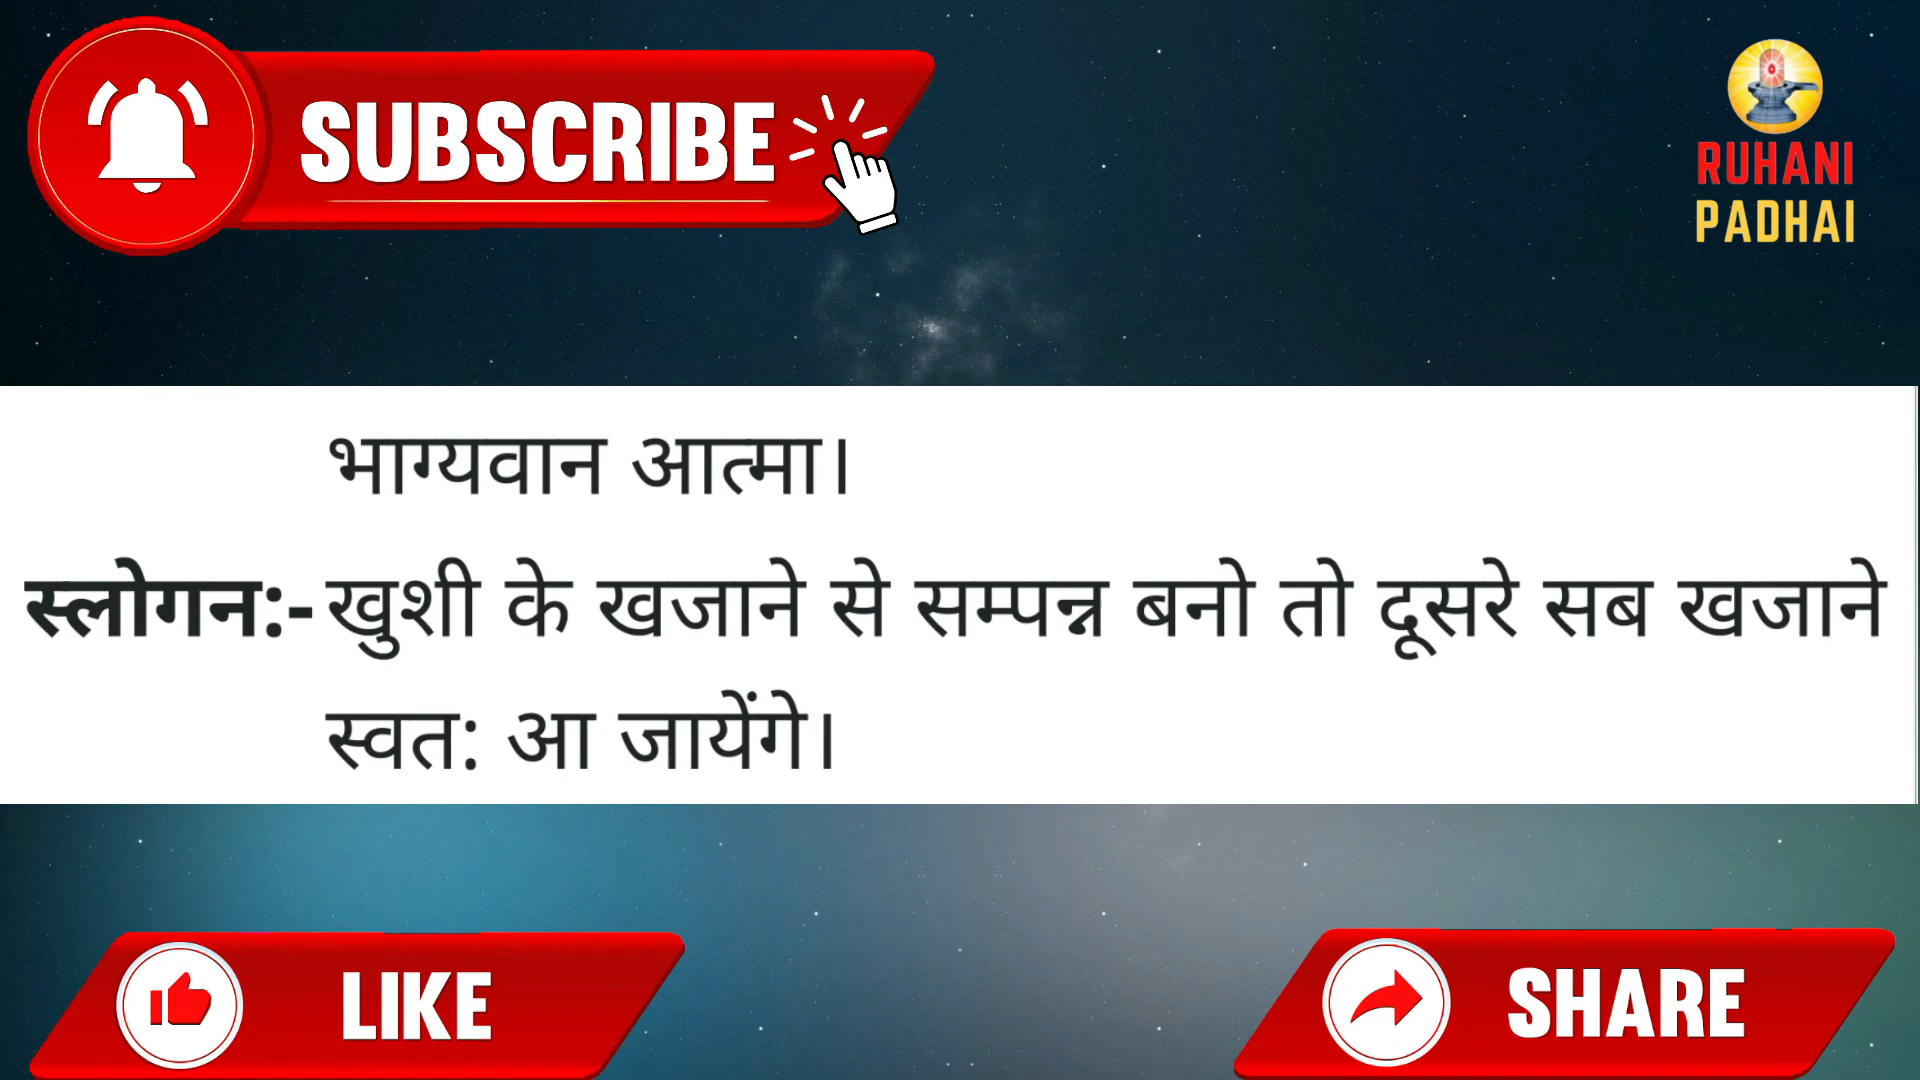 SUBSCRIBE
RUHANI
PADHAI
भाग्यवान आत्मा।
स्लोगन:- खुशी के खजाने से सम्पन्न बनो तो दूसरे सब खजाने
स्वत: आ जायेंगे।
LIKE
SHARE